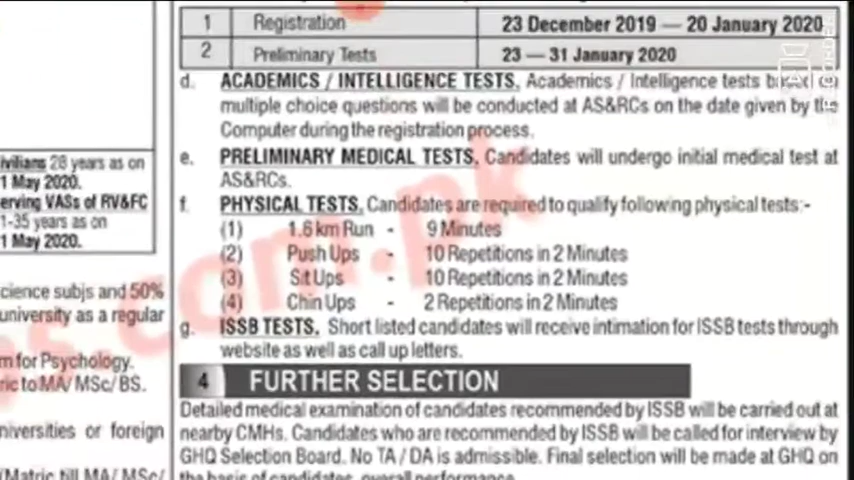 1 Registration 23 December 2019 — 20 January 2020
2 Preliminary Tests 23 — 31 January 2020
d. ACADEMICS / INTELLIGENCE TESTS. Academics / Intelligence tests based on
multiple choice questions will be conducted at AS&RCs on the date given by the
Computer during the registration process.
e. PRELIMINARY MEDICAL TESTS. Candidates will undergo initial medical test at
AS&RCs.
f. PHYSICAL TESTS. Candidates are required to qualify following physical tests:-
(1) 1.6 km Run - 9 Minutes
(2) Push Ups - 10 Repetitions in 2 Minutes
(3) Sit Ups - 10 Repetitions in 2 Minutes
(4) Chin Ups - 2 Repetitions in 2 Minutes
g. ISSB TESTS. Short listed candidates will receive intimation for ISSB tests through
website as well as call up letters.
4 FURTHER SELECTION
Detailed medical examination of candidates recommended by ISSB will be carried out at
nearby CMHs. Candidates who are recommended by ISSB will be called for interview by
GHQ Selection Board. No TA / DA is admissible. Final selection will be made at GHQ on
the basis of candidates' overall performance.
ivilians 28 years as on
1 May 2020.
erving VASs of RV&FC
1-35 years as on
1 May 2020.
cience subjs and 50%
university as a regular
m for Psychology.
ric to MA/ MSc/ BS.
niversities or foreign
(Matric till MA/ MSc/
s.com.pk